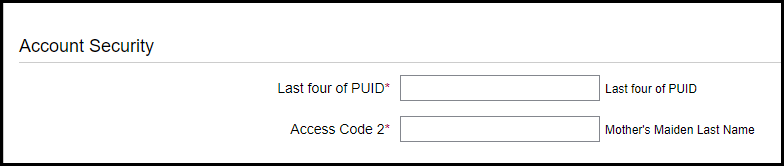 Account Security
Last four of PUID* Last four of PUID
Access Code 2* Mother's Maiden Last Name